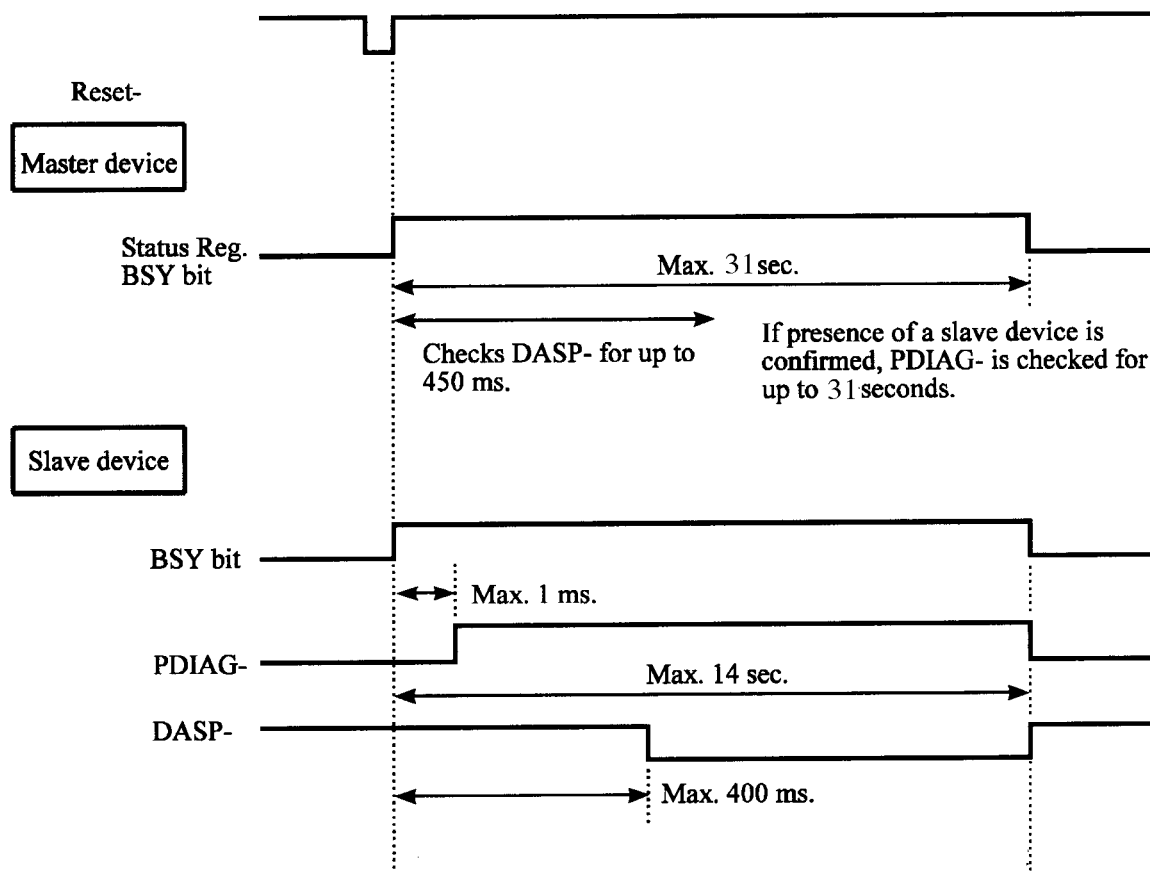 Reset-
Master device
Status Reg.
BSY bit
Max. 31 sec.
Checks DASP- for up to
450 ms.
If presence of a slave device is
confirmed, PDIAG- is checked for
up to 31 seconds.
Slave device
BSY bit
Max. 1 ms.
PDIAG-
Max. 14 sec.
DASP-
Max. 400 ms.